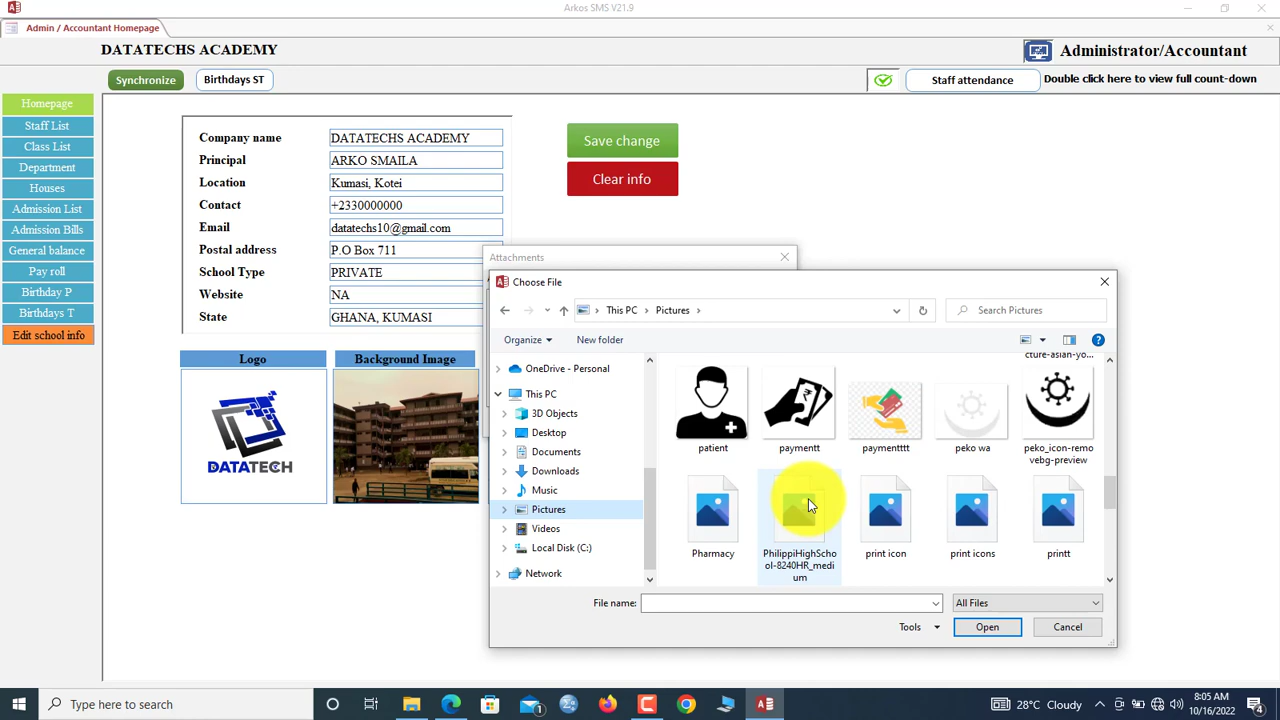 Arkos SMS V21.9
Admin / Accountant Homepage
DATATECHS ACADEMY
Administrator/Accountant
Synchronize
Birthdays ST
Staff attendance
Double click here to view full count-down
Homepage
Staff List
Class List
Department
Houses
Admission List
Admission Bills
General balance
Pay roll
Birthday P
Birthdays T
Edit school info
Company name
DATATECHS ACADEMY
Principal
ARKO SMAILA
Location
Kumasi, Kotei
Contact
+2330000000
Email
datatechs10@gmail.com
Postal address
P.O Box 711
School Type
PRIVATE
Website
NA
State
GHANA, KUMASI
Save change
Clear info
Logo
Background Image
DATATECH
Attachments
Choose File
This PC
Pictures
Search Pictures
Organize
New folder
OneDrive - Personal
This PC
3D Objects
Desktop
Documents
Downloads
Music
Pictures
Videos
Local Disk (C:)
Network
cture-asian-yo...
patient
paymentt
paymentttt
peko wa
peko_icon-remo
vebg-preview
Pharmacy
PhilippiHighScho
ol-8240HR_medi
um
print icon
print icons
printt
File name:
All Files
Tools
Open
Cancel
Type here to search
28°C Cloudy
8:05 AM
10/16/2022
1
4